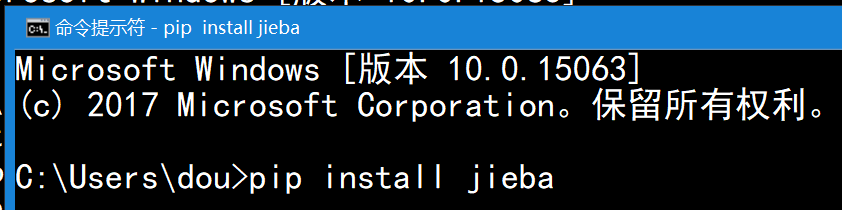 命令提示符 - pip  install jieba
Microsoft Windows [版本 10.0.15063]
(c) 2017 Microsoft Corporation。保留所有权利。
C:\Users\dou>pip install jieba